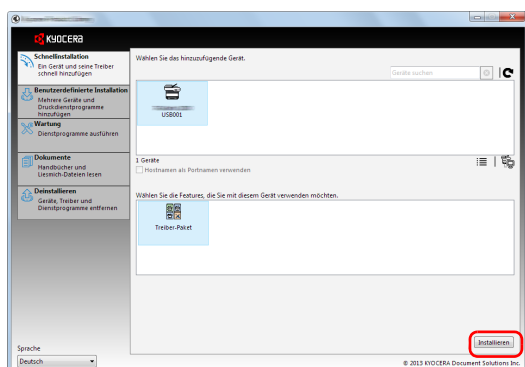 KYOCERA
Schnellinstallation
Ein Gerät und seine Treiber
schnell hinzufügen
Benutzerdefinierte Installation
Mehrere Geräte und
Druckdienstprogramme
hinzufügen
Wartung
Dienstprogramme ausführen
Dokumente
Handbücher und
Liesmich-Dateien lesen
Deinstallieren
Geräte, Treiber und
Dienstprogramme entfernen
Sprache
Deutsch
Wählen Sie das hinzuzufügende Gerät.
Geräte suchen
USB001
1 Geräte
Hostnamen als Portnamen verwenden
Wählen Sie die Features, die Sie mit diesem Gerät verwenden möchten.
Treiber-Paket
Installieren
© 2013 KYOCERA Document Solutions Inc.